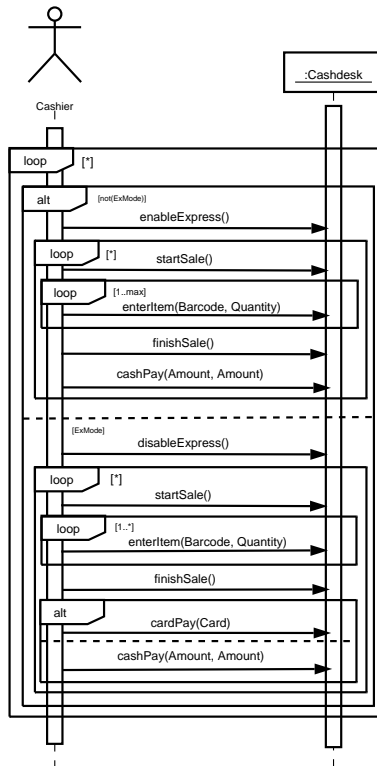 :Cashdesk
Cashier
loop [*]
alt [not(ExMode)]
enableExpress()
loop [*]
startSale()
loop [1..max]
enterItem(Barcode, Quantity)
finishSale()
cashPay(Amount, Amount)
[ExMode]
disableExpress()
loop [*]
startSale()
loop [1..*]
enterItem(Barcode, Quantity)
finishSale()
alt
cardPay(Card)
cashPay(Amount, Amount)